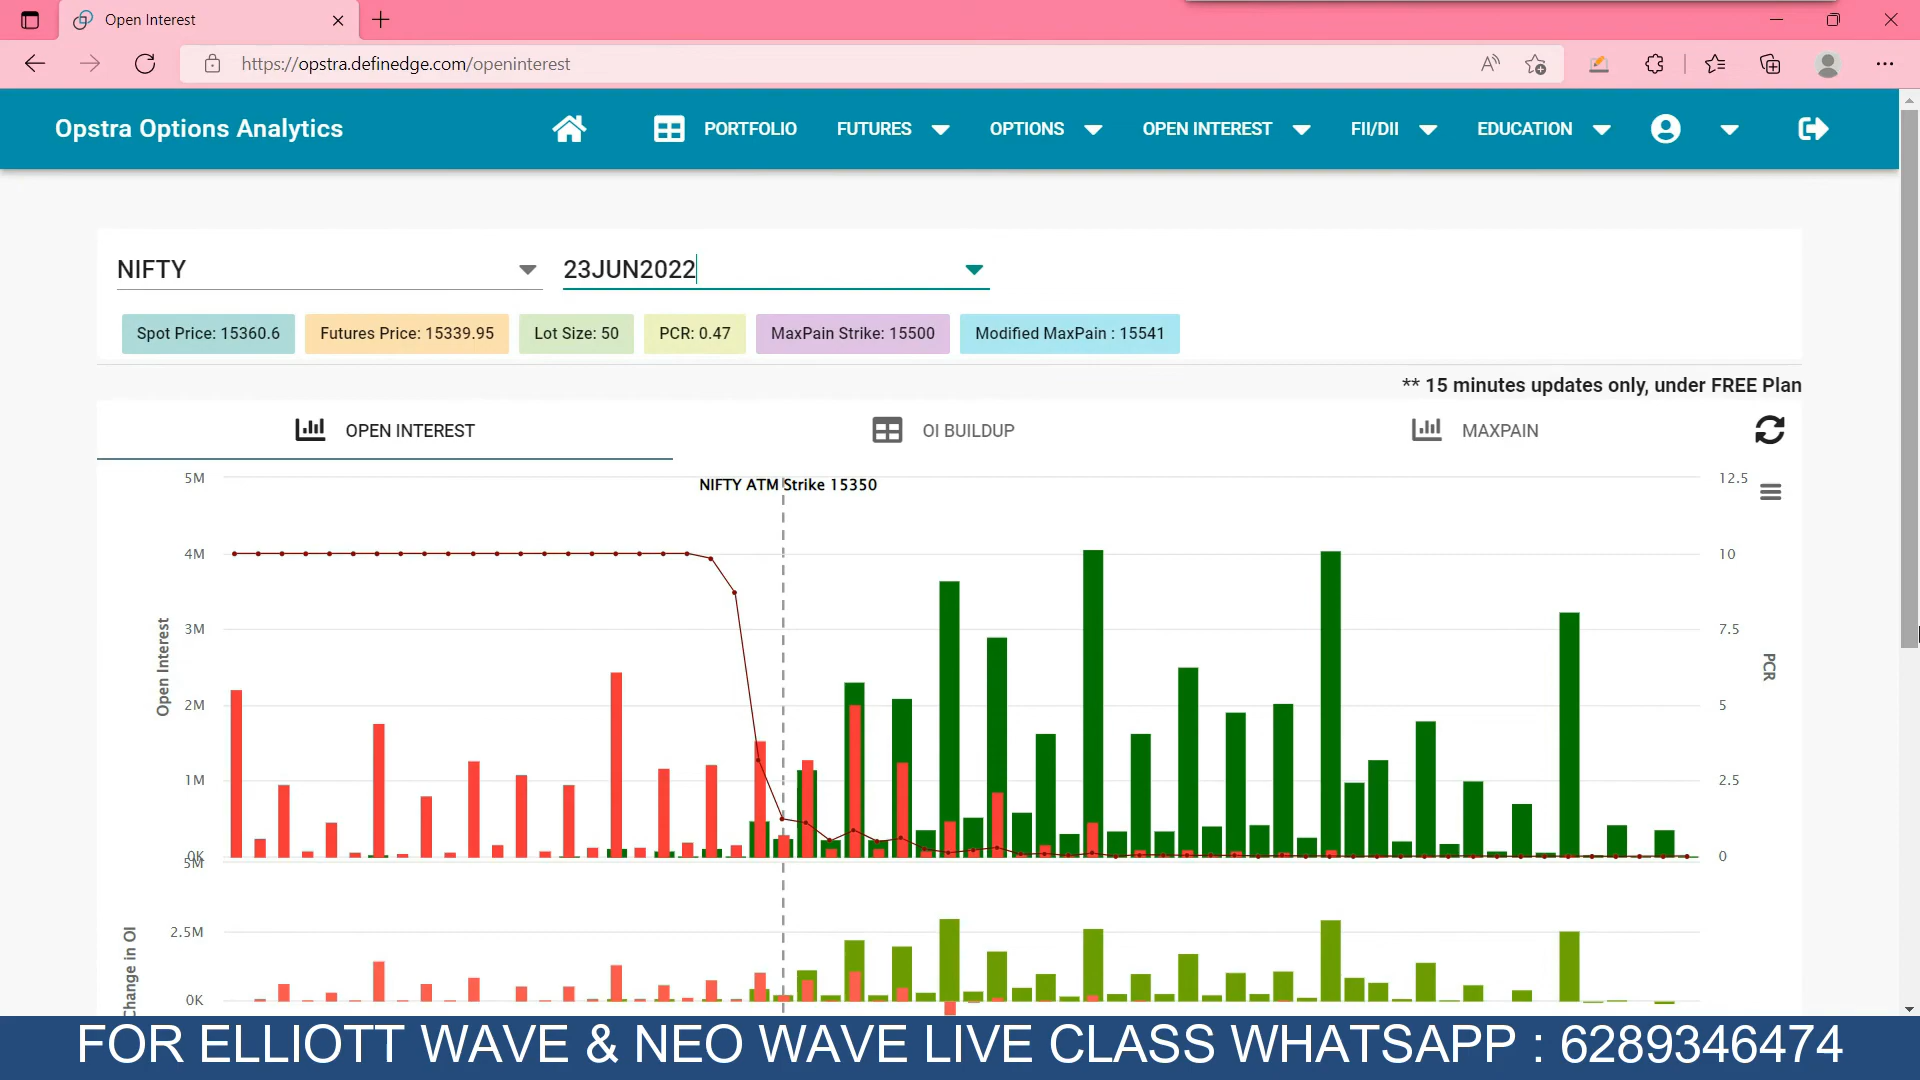 Open Interest
https://opstra.definedge.com/openinterest
Opstra Options Analytics
PORTFOLIO
FUTURES
OPTIONS
OPEN INTEREST
FII/DII
EDUCATION
NIFTY
23JUN2022
Spot Price: 15360.6
Futures Price: 15339.95
Lot Size: 50
PCR: 0.47
MaxPain Strike: 15500
Modified MaxPain : 15541
** 15 minutes updates only, under FREE Plan
OPEN INTEREST
OI BUILDUP
MAXPAIN
NIFTY ATM Strike 15350
5M
4M
3M
2M
1M
0K
Open Interest
12.5
10
7.5
5
2.5
0
PCR
5M
2.5M
0K
Change in OI
FOR ELLIOTT WAVE & NEO WAVE LIVE CLASS WHATSAPP : 6289346474